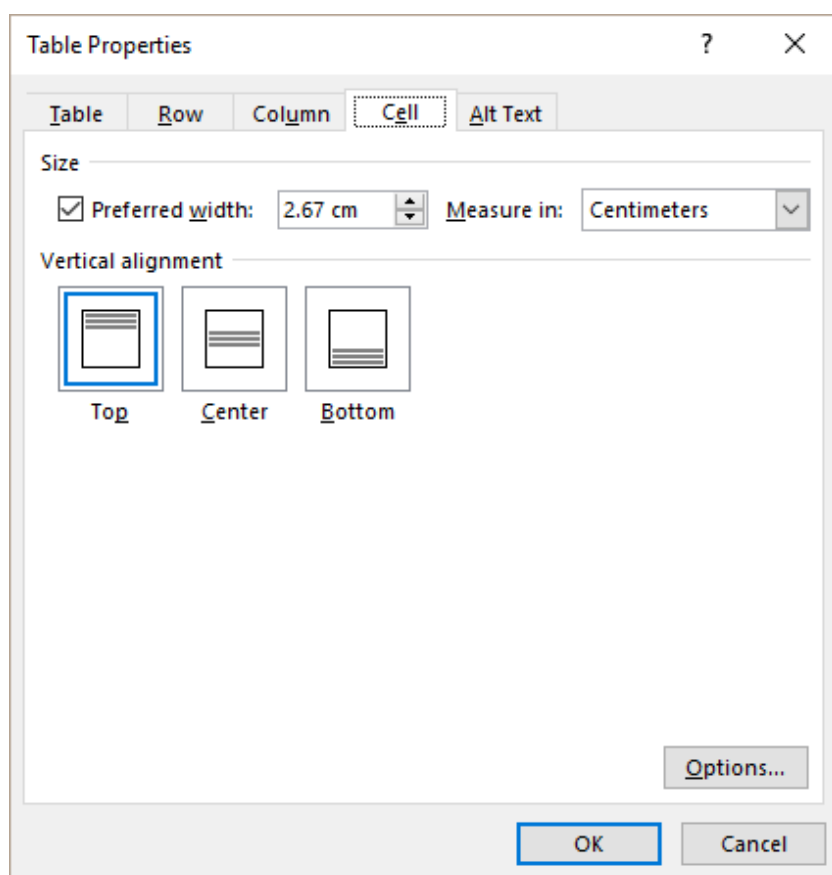 Table Properties
Table Row Column Cell Alt Text
Size
Preferred width: 2.67 cm Measure in: Centimeters
Vertical alignment
Top Center Bottom
Options...
OK Cancel